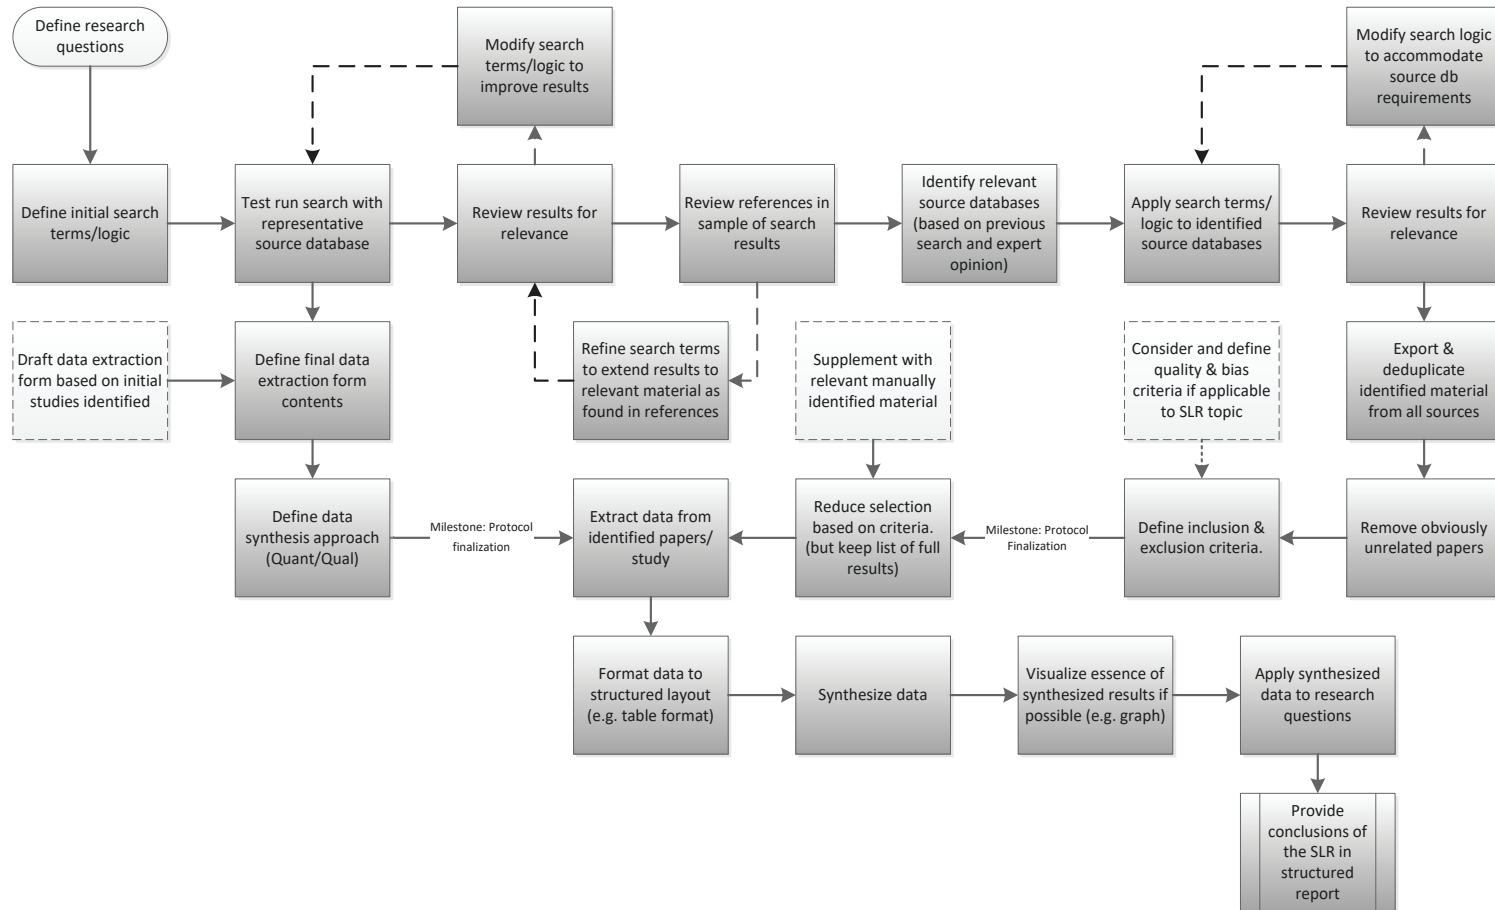 Define research
questions
Modify search
terms/logic to
improve results
Modify search logic
to accommodate
source db
requirements
Define initial search
terms/logic
Test run search with
representative
source database
Review results for
relevance
Review references in
sample of search
results
Identify relevant
source databases
(based on previous
search and expert
opinion)
Apply search terms/
logic to identified
source databases
Review results for
relevance
Draft data extraction
form based on initial
studies identified
Define final data
extraction form
contents
Refine search terms
to extend results to
relevant material as
found in references
Supplement with
relevant manually
identified material
Consider and define
quality & bias
criteria if applicable
to SLR topic
Export &
deduplicate
identified material
from all sources
Define data
synthesis approach
(Quant/Qual)
Milestone: Protocol
finalization
Extract data from
identified papers/
study
Reduce selection
based on criteria.
(but keep list of full
results)
Milestone: Protocol
Finalization
Define inclusion &
exclusion criteria.
Remove obviously
unrelated papers
Format data to
structured layout
(e.g. table format)
Synthesize data
Visualize essence of
synthesized results if
possible (e.g. graph)
Apply synthesized
data to research
questions
Provide
conclusions of
the SLR in
structured
report